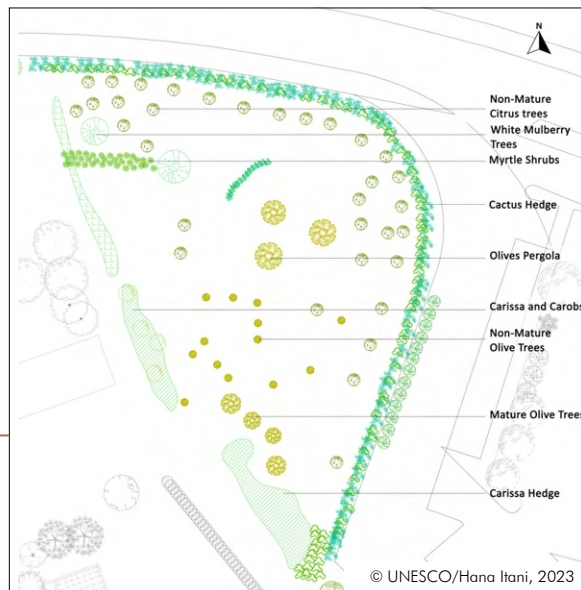 N
Non-Mature
Citrus trees
White Mulberry
Trees
Myrtle Shrubs
Cactus Hedge
Olives Pergola
Carissa and Carobs
Non-Mature
Olive Trees
Mature Olive Trees
Carissa Hedge
© UNESCO/Hana Itani, 2023